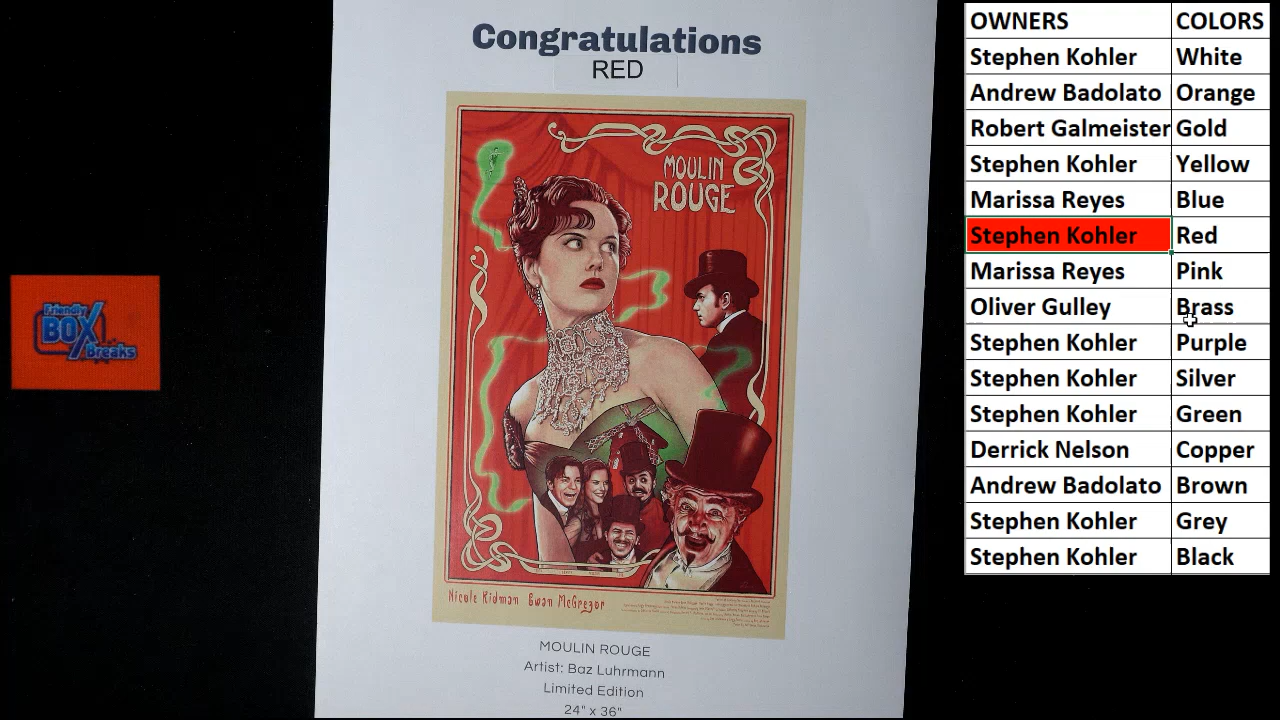 Congratulations
RED
MOULIN
ROUGE
Nicole Kidman Ewan McGregor
MOULIN ROUGE
Artist: Baz Luhrmann
Limited Edition
24" x 36"
Friendly
BOX
Breaks
OWNERS COLORS
Stephen Kohler White
Andrew Badolato Orange
Robert Galmeister Gold
Stephen Kohler Yellow
Marissa Reyes Blue
Stephen Kohler Red
Marissa Reyes Pink
Oliver Gulley Brass
Stephen Kohler Purple
Stephen Kohler Silver
Stephen Kohler Green
Derrick Nelson Copper
Andrew Badolato Brown
Stephen Kohler Grey
Stephen Kohler Black